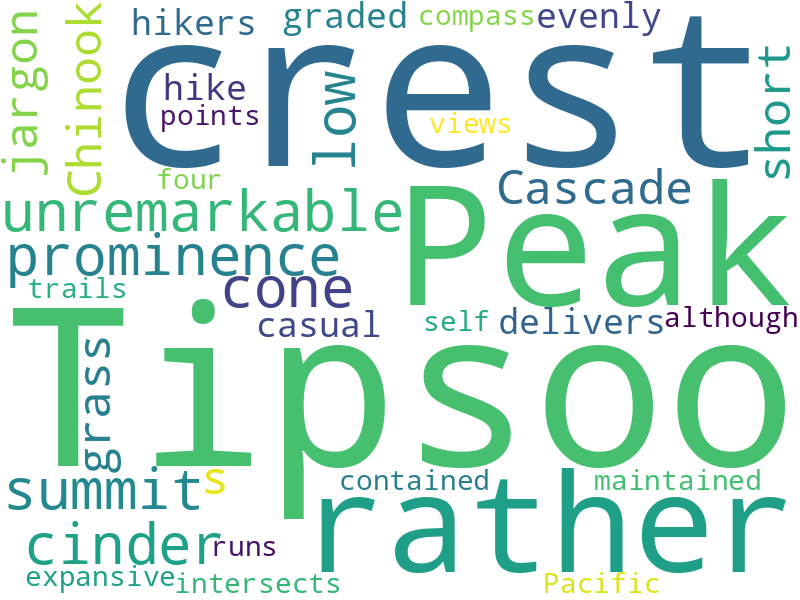 hikers
graded
compass
evenly
jargon
Chinook
crest
hike
low
short
points
views
four
Cascade
unremarkable
Peak
prominence
cone
trails
casual
self
delivers
although
Tipsoo
grass
summit
s
contained
maintained
rather
cinder
runs
expansive
intersects
Pacific